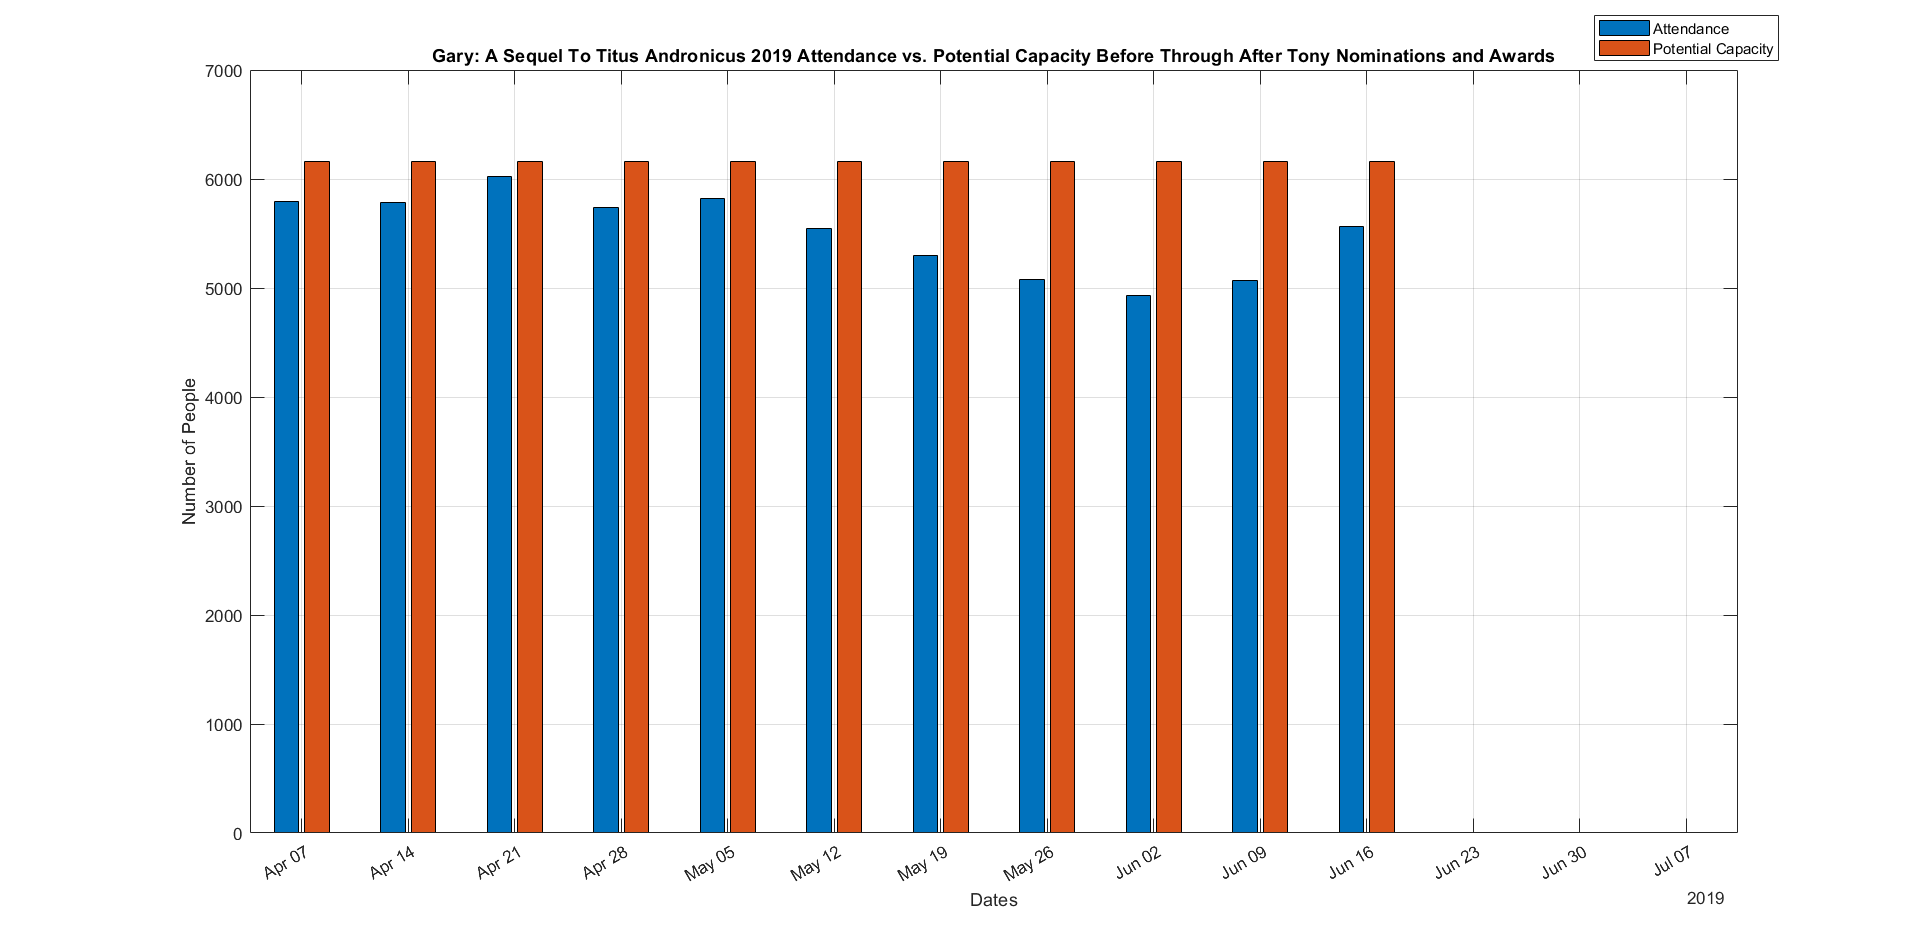 Attendance
Potential Capacity
Gary: A Sequel To Titus Andronicus 2019 Attendance vs. Potential Capacity Before Through After Tony Nominations and Awards
7000
6000
5000
4000
3000
2000
1000
0
Number of People
Apr 07
Apr 14
Apr 21
Apr 28
May 05
May 12
May 19
May 26
Jun 02
Jun 09
Jun 16
Jun 23
Jun 30
Jul 07
Dates
2019